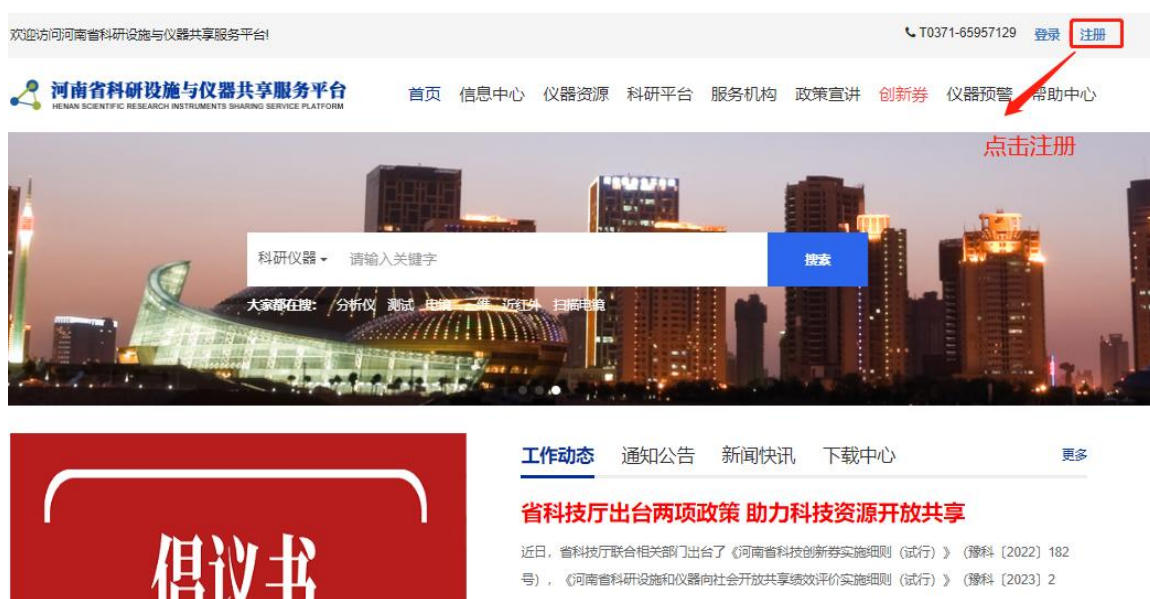 欢迎访问河南省科研设施与仪器共享服务平台!
T0371-65957129 登录 注册
河南省科研设施与仪器共享服务平台
HENAN SCIENTIFIC RESEARCH INSTRUMENTS SHARING SERVICE PLATFORM
首页 信息中心 仪器资源 科研平台 服务机构 政策宣讲 创新券 仪器预警 帮助中心
点击注册
科研仪器 请输入关键字 搜索
大家都在搜: 分析仪 测试 电镜 三维 近红外 扫描电镜
工作动态 通知公告 新闻快讯 下载中心 更多
省科技厅出台两项政策 助力科技资源开放共享
近日,省科技厅联合相关部门出台了《河南省科技创新券实施细则(试行)》(豫科〔2022〕182
号),《河南省科研设施和仪器向社会开放共享绩效评价实施细则(试行)》(豫科〔2023〕2
倡议书